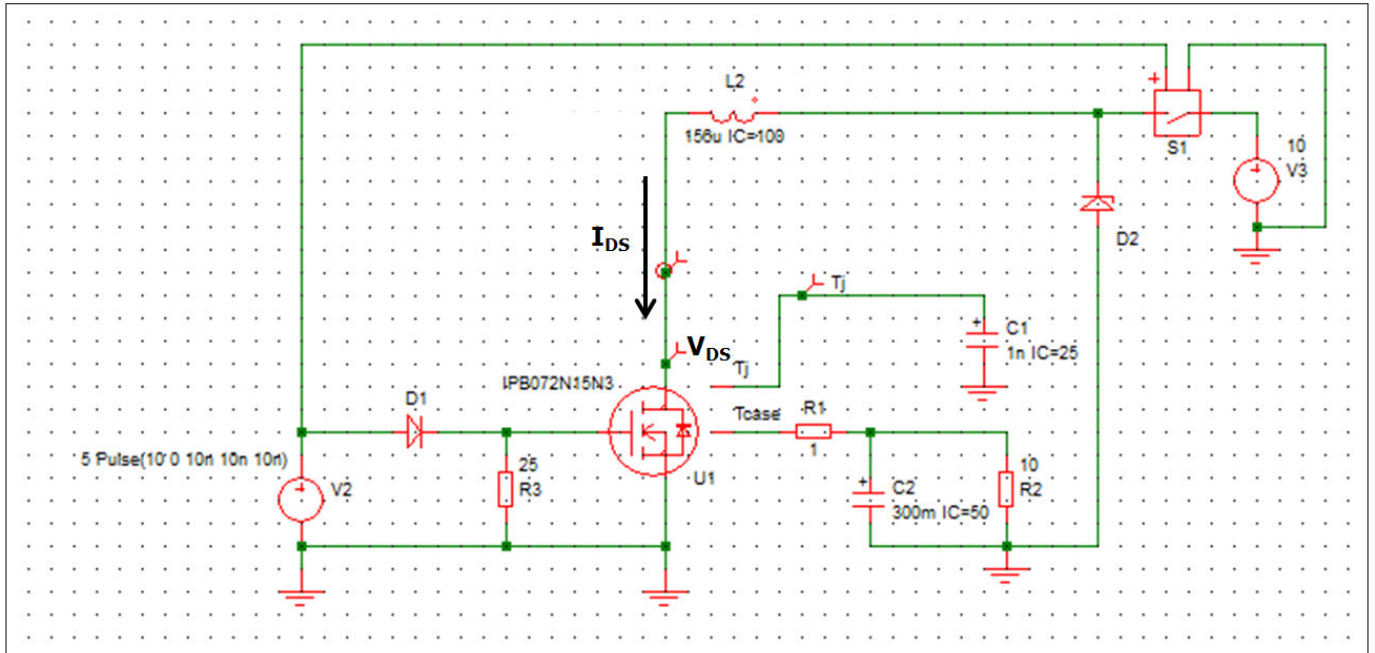 L2
156u IC=100
+
S1
10
V3
D2
IDS
Tj
C1
1n IC=25
VDS
Tj
IPB072N15N3
D1
Tcase
R1
1
U1
5 Pulse(10 0 10n 10n 10n)
V2
25
R3
C2
300m IC=50
10
R2